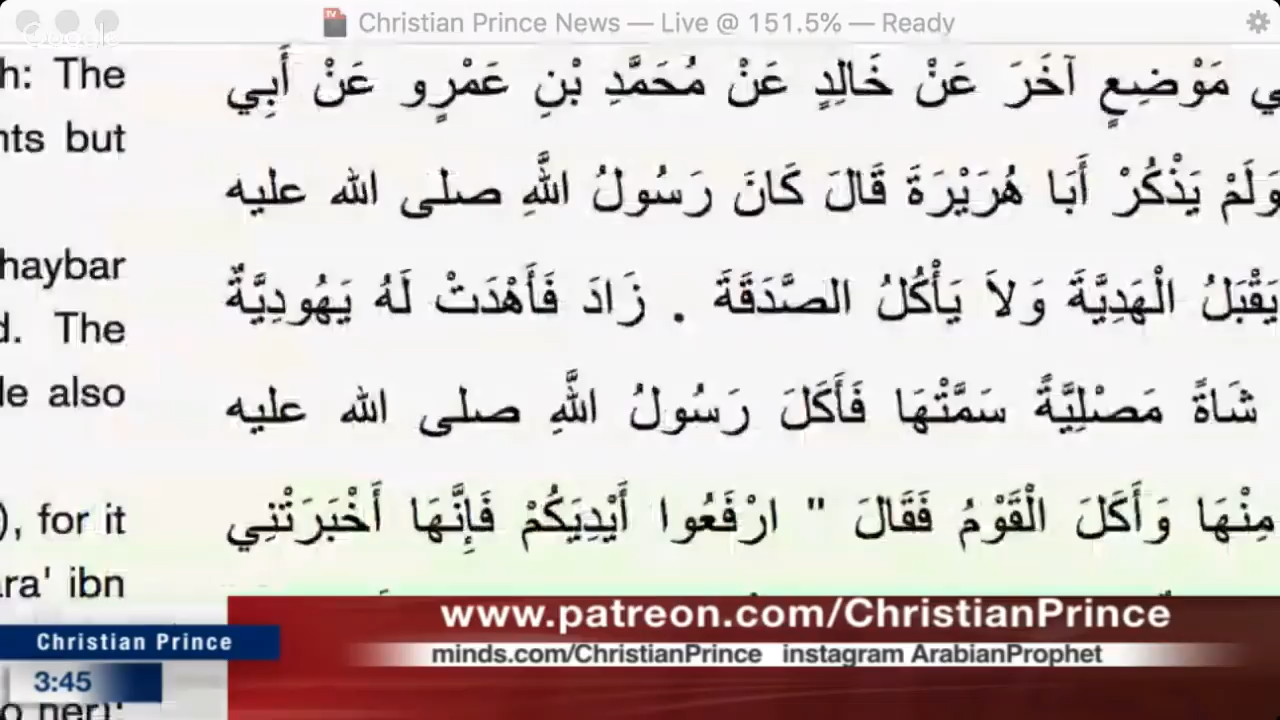 Christian Prince News — Live @ 151.5% — Ready
Google
h: The
nts but
haybar
d. The
le also
), for it
ara' ibn
o her):
ي مَوْضِعٍ آخَرَ عَنْ خَالِدٍ عَنْ مُحَمَّدِ بْنِ عَمْرٍو عَنْ أَبِي
وَلَمْ يَذْكُرْ أَبَا هُرَيْرَةَ قَالَ كَانَ رَسُولُ اللَّهِ صلى الله عليه
يَقْبَلُ الْهَدِيَّةَ وَلاَ يَأْكُلُ الصَّدَقَةَ . زَادَ فَأَهْدَتْ لَهُ يَهُودِيَّةٌ
شَاةً مَصْلِيَّةً سَمَّتْهَا فَأَكَلَ رَسُولُ اللَّهِ صلى الله عليه
مِنْهَا وَأَكَلَ الْقَوْمُ فَقَالَ " ارْفَعُوا أَيْدِيَكُمْ فَإِنَّهَا أَخْبَرَتْنِي
www.patreon.com/ChristianPrince
Christian Prince
minds.com/ChristianPrince instagram ArabianProphet
3:45